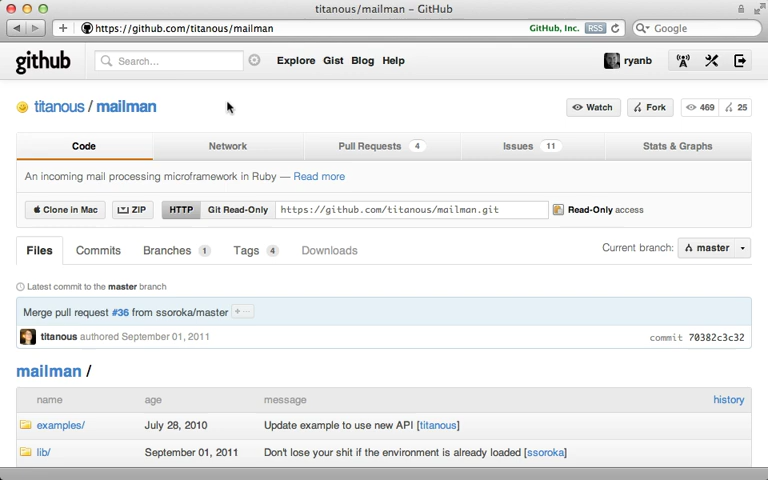 titanous/mailman – GitHub
https://github.com/titanous/mailman
GitHub, Inc. RSS
Google
github
Search...
Explore Gist Blog Help
ryanb
titanous / mailman
Watch Fork 469 25
Code Network Pull Requests 4 Issues 11 Stats & Graphs
An incoming mail processing microframework in Ruby — Read more
Clone in Mac ZIP HTTP Git Read-Only https://github.com/titanous/mailman.git Read-Only access
Files Commits Branches 1 Tags 4 Downloads
Current branch: master
Latest commit to the master branch
Merge pull request #36 from ssoroka/master
titanous authored September 01, 2011
commit 70382c3c32
mailman /
name age message history
examples/ July 28, 2010 Update example to use new API [titanous]
lib/ September 01, 2011 Don't lose your shit if the environment is already loaded [ssoroka]